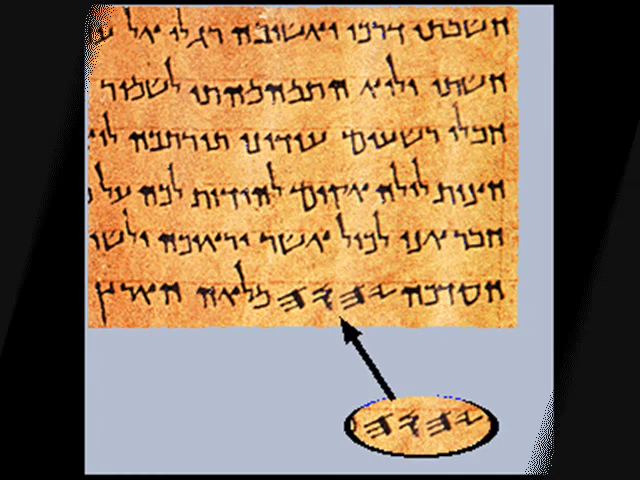 חשבתי דרכי ואשיבה רגלי אל
חשתי ולוא התמהמהתי לשמור
חבלי רשעים תורתכה לוא
חצות לילה אקום להודות לכה על
חבר אני לכול אשר יראוכה
חסדכה 𐤉𐤄𐤅𐤄 מלאה הארץ
𐤉𐤄𐤅𐤄